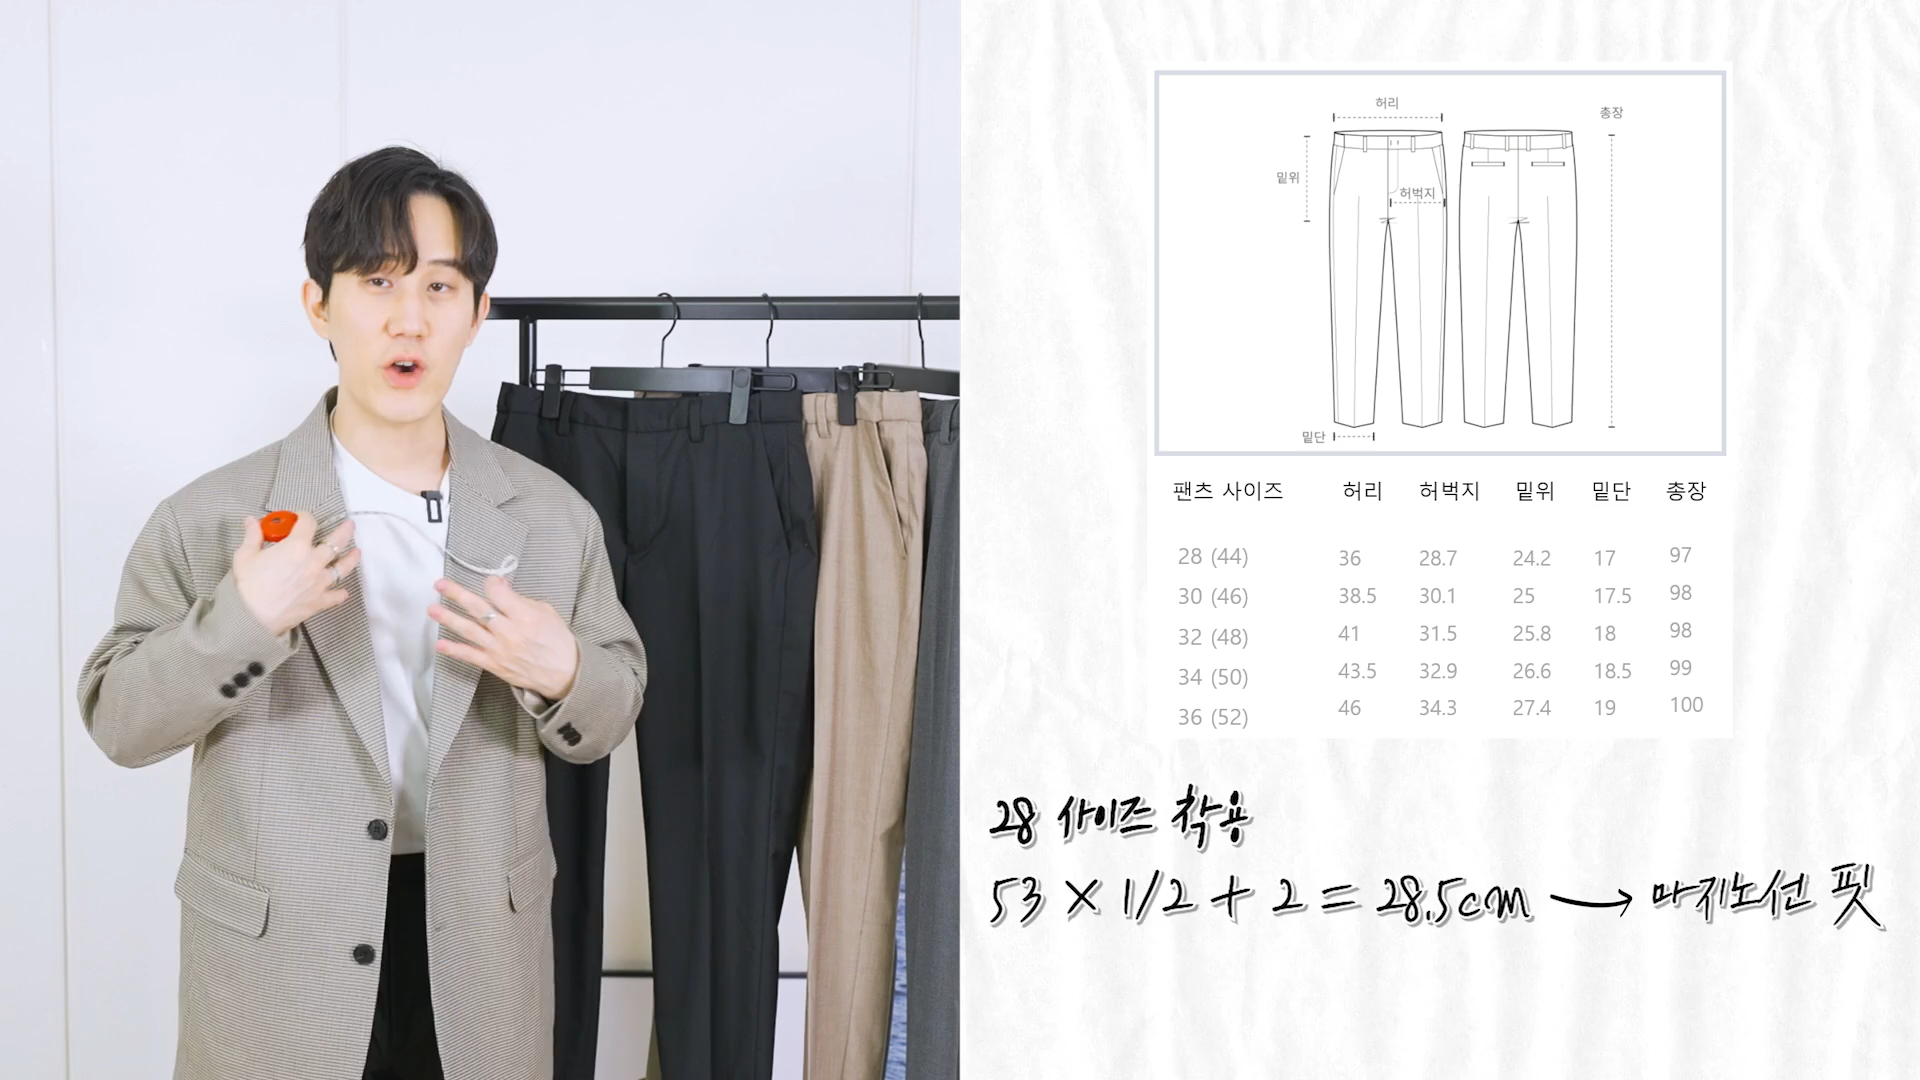 허리
총장
밑위
허벅지
밑단
팬츠 사이즈 허리 허벅지 밑위 밑단 총장
28 (44) 36 28.7 24.2 17 97
30 (46) 38.5 30.1 25 17.5 98
32 (48) 41 31.5 25.8 18 98
34 (50) 43.5 32.9 26.6 18.5 99
36 (52) 46 34.3 27.4 19 100
28 사이즈 착용
53 × 1/2 + 2 = 28.5cm → 마지노선 핏